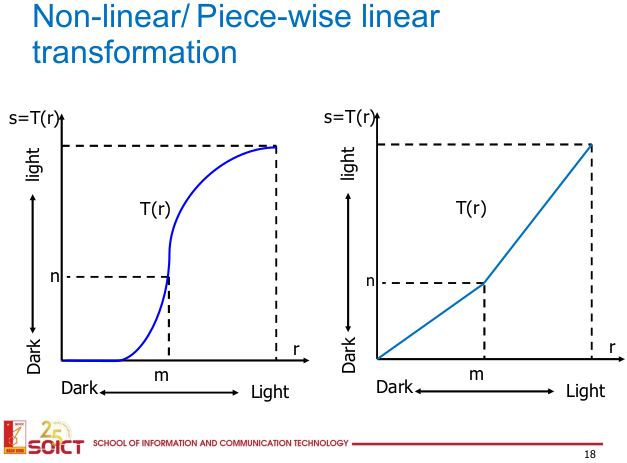 Non-linear/ Piece-wise linear
transformation
s=T(r)
light
T(r)
n
Dark
m
r
Dark
Light
s=T(r)
light
T(r)
n
Dark
m
r
Dark
Light
25
SOICT
SCHOOL OF INFORMATION AND COMMUNICATION TECHNOLOGY
18